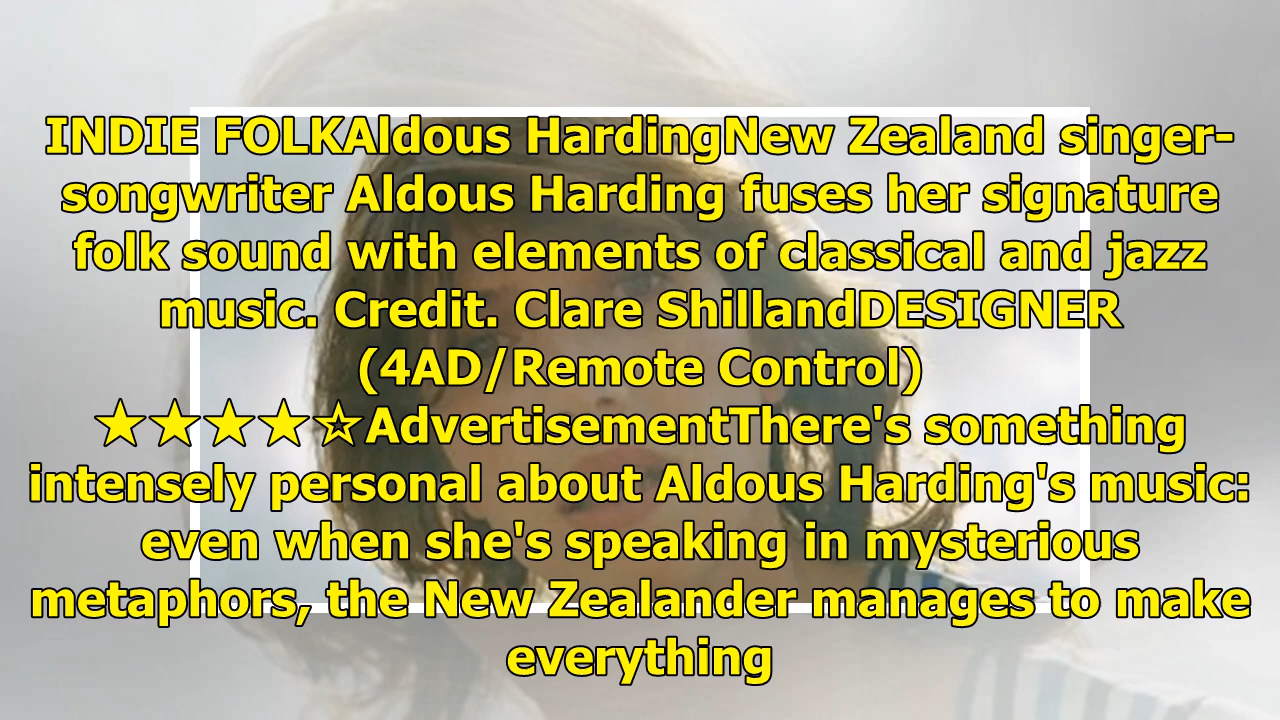 INDIE FOLKAldous HardingNew Zealand singer-
songwriter Aldous Harding fuses her signature
folk sound with elements of classical and jazz
music. Credit. Clare ShillandDESIGNER
(4AD/Remote Control)
★★★★☆AdvertisementThere's something
intensely personal about Aldous Harding's music:
even when she's speaking in mysterious
metaphors, the New Zealander manages to make
everything